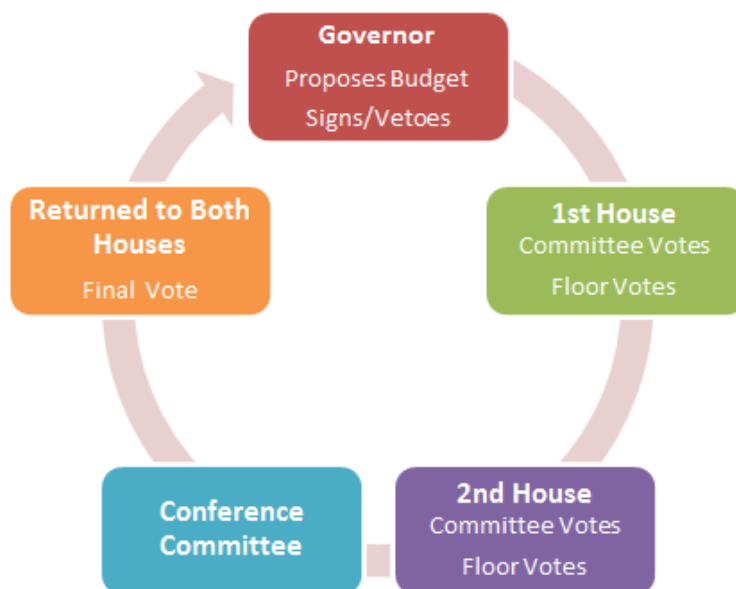 Governor
Proposes Budget
Signs/Vetoes
1st House
Committee Votes
Floor Votes
2nd House
Committee Votes
Floor Votes
Conference
Committee
Returned to Both
Houses
Final Vote